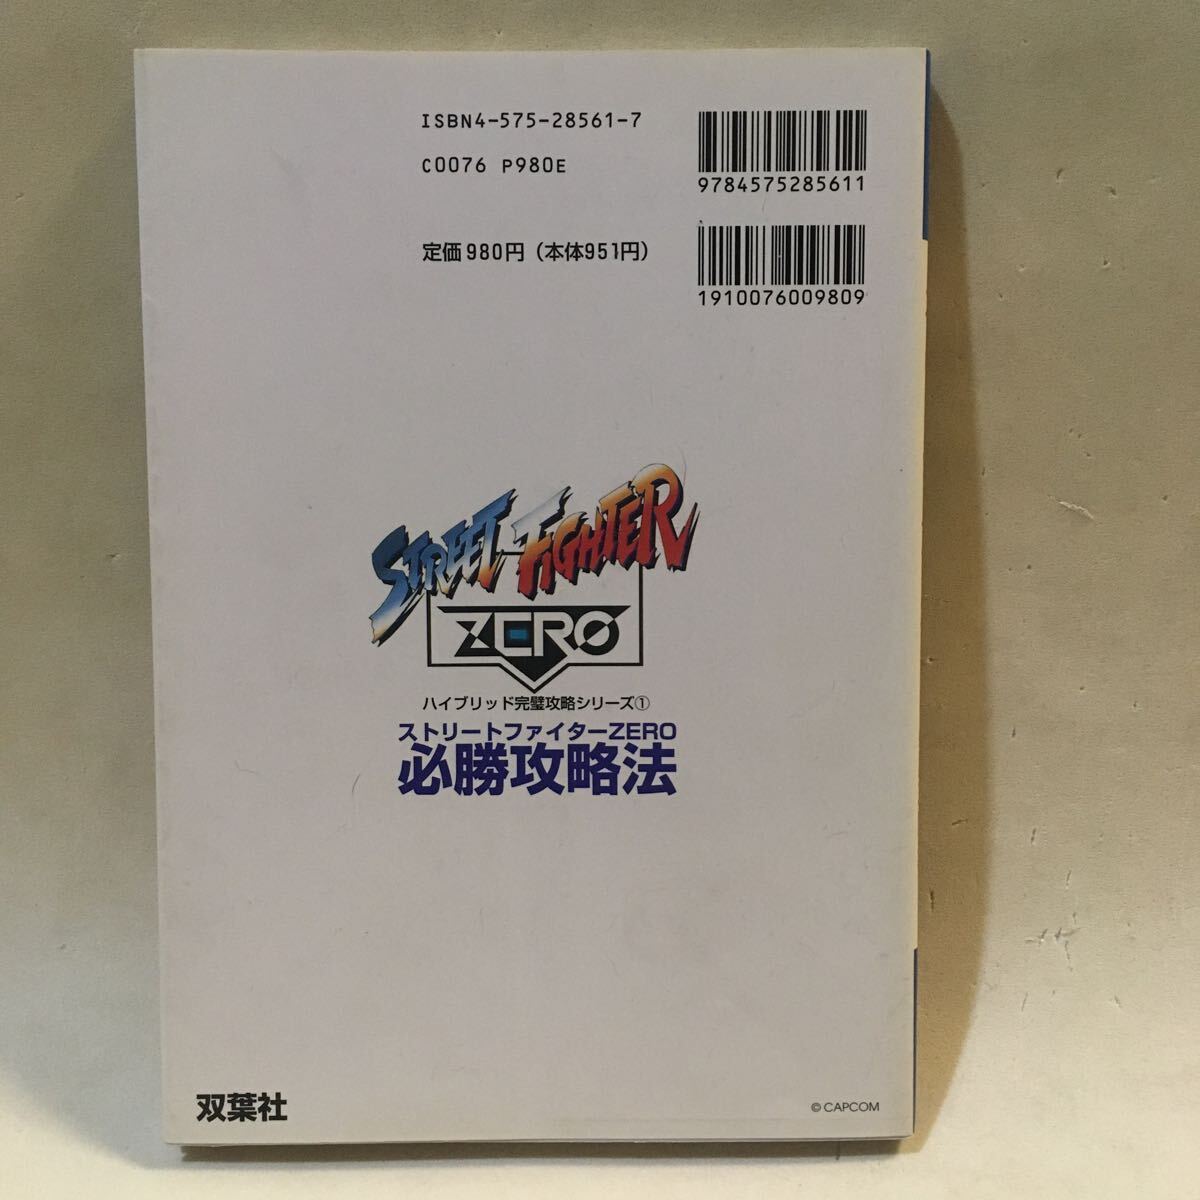 ISBN4-575-28561-7
C0076 P980E
定価980円（本体951円）
9784575285611
1910076009809
STREET FIGHTER
ZERO
ハイブリッド完璧攻略シリーズ①
ストリートファイターZERO
必勝攻略法
双葉社
©CAPCOM